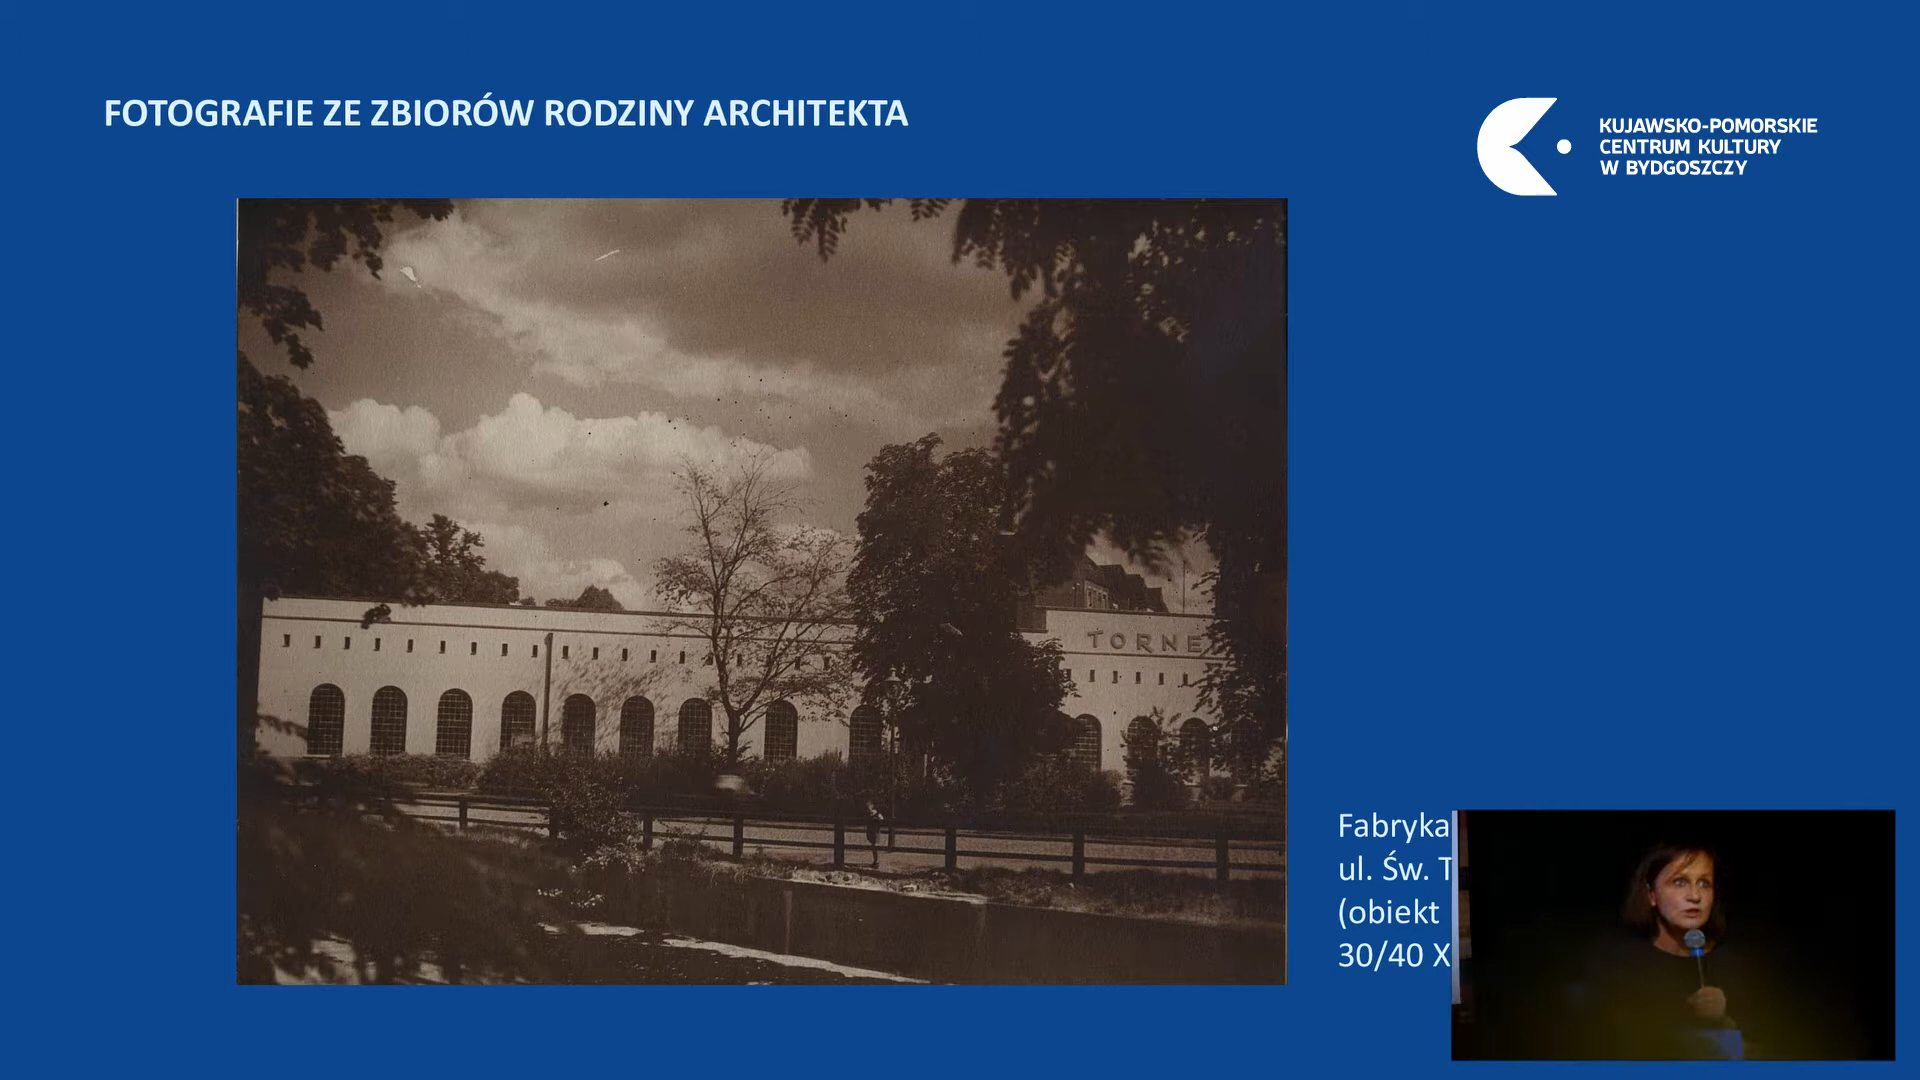 FOTOGRAFIE ZE ZBIORÓW RODZINY ARCHITEKTA
KUJAWSKO-POMORSKIE
CENTRUM KULTURY
W BYDGOSZCZY
TORNE
Fabryka
ul. Św. T
(obiekt
30/40 X